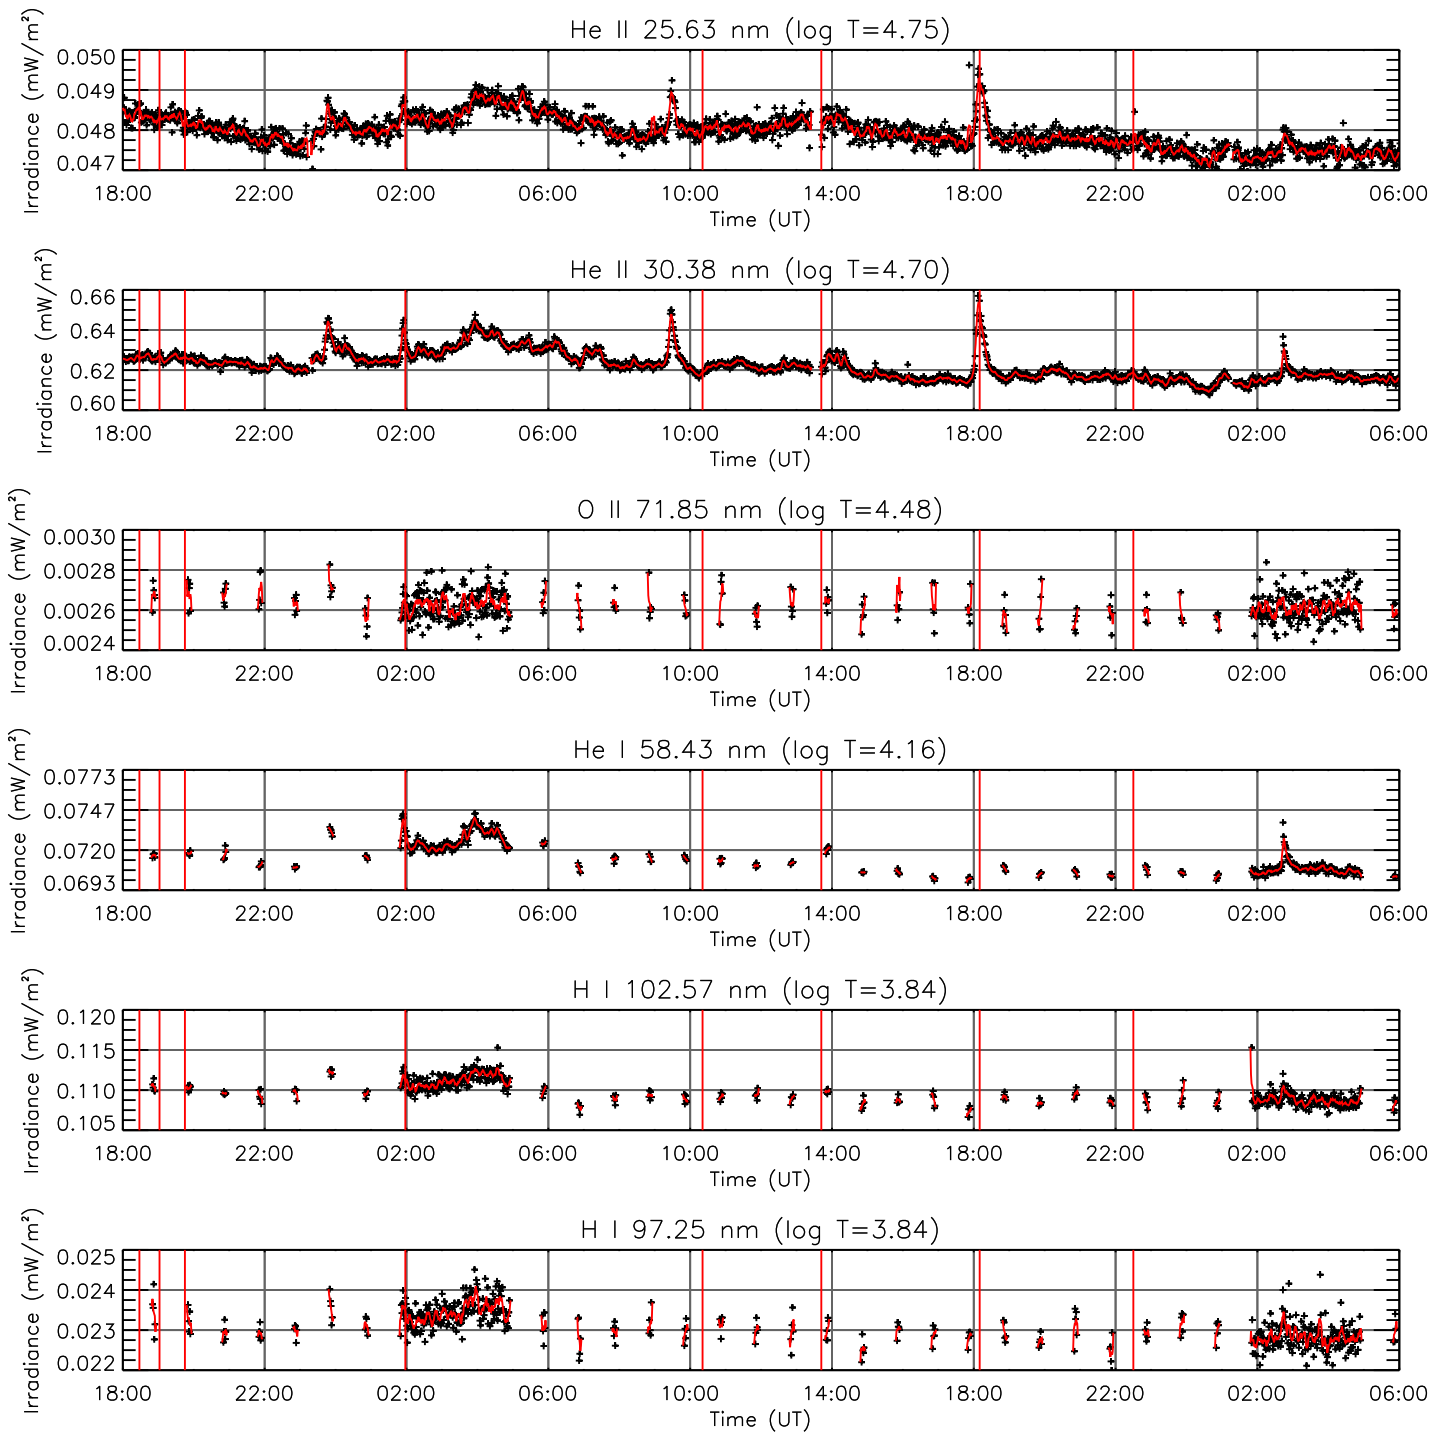 He II 25.63 nm (log T=4.75)
Irradiance (mW/m²)
0.050
0.049
0.048
0.047
18:00 22:00 02:00 06:00 10:00 14:00 18:00 22:00 02:00 06:00
Time (UT)
He II 30.38 nm (log T=4.70)
Irradiance (mW/m²)
0.66
0.64
0.62
0.60
18:00 22:00 02:00 06:00 10:00 14:00 18:00 22:00 02:00 06:00
Time (UT)
O II 71.85 nm (log T=4.48)
Irradiance (mW/m²)
0.0030
0.0028
0.0026
0.0024
18:00 22:00 02:00 06:00 10:00 14:00 18:00 22:00 02:00 06:00
Time (UT)
He I 58.43 nm (log T=4.16)
Irradiance (mW/m²)
0.0773
0.0747
0.0720
0.0693
18:00 22:00 02:00 06:00 10:00 14:00 18:00 22:00 02:00 06:00
Time (UT)
H I 102.57 nm (log T=3.84)
Irradiance (mW/m²)
0.120
0.115
0.110
0.105
18:00 22:00 02:00 06:00 10:00 14:00 18:00 22:00 02:00 06:00
Time (UT)
H I 97.25 nm (log T=3.84)
Irradiance (mW/m²)
0.025
0.024
0.023
0.022
18:00 22:00 02:00 06:00 10:00 14:00 18:00 22:00 02:00 06:00
Time (UT)